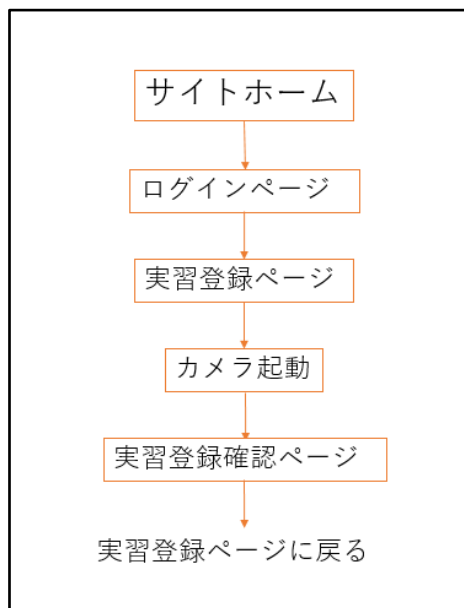 サイトホーム
ログインページ
実習登録ページ
カメラ起動
実習登録確認ページ
実習登録ページに戻る